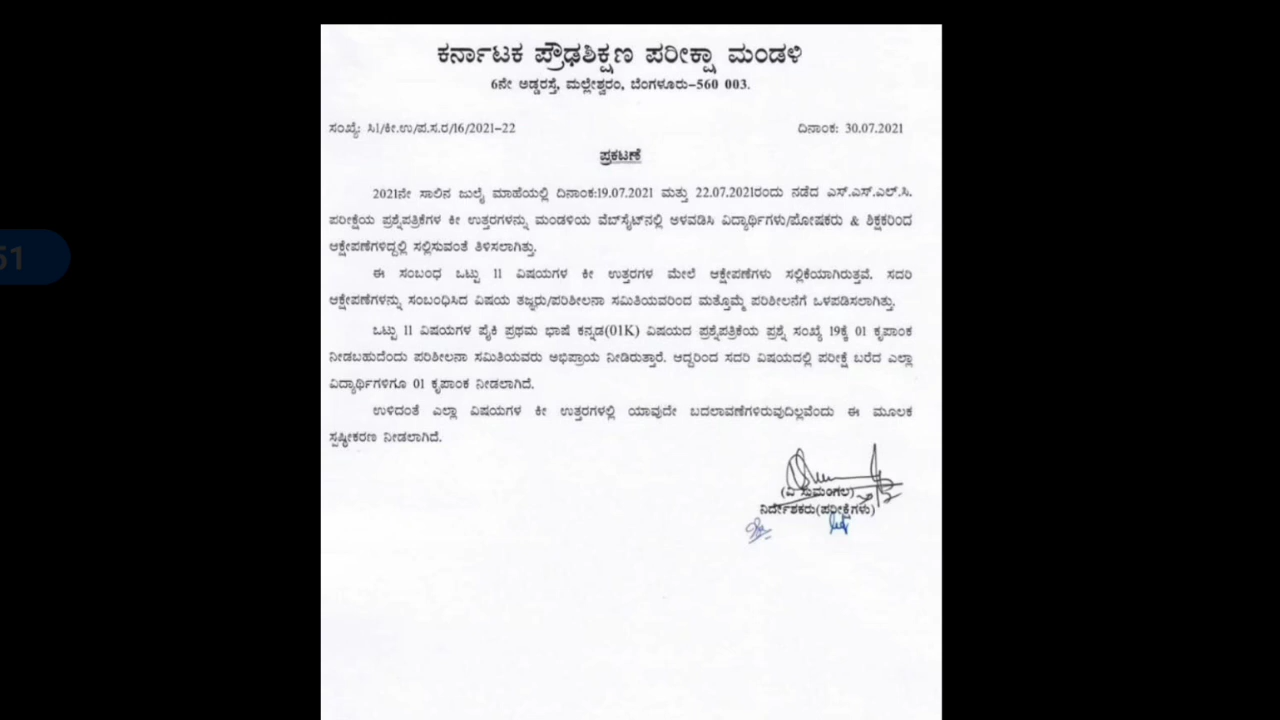 ಕರ್ನಾಟಕ ಪ್ರೌಢಶಿಕ್ಷಣ ಪರೀಕ್ಷಾ ಮಂಡಳಿ
6ನೇ ಅಡ್ಡರಸ್ತೆ, ಮಲ್ಲೇಶ್ವರಂ, ಬೆಂಗಳೂರು-560 003.
ಸಂಖ್ಯೆ: ಸಿ1/ಕೀ.ಉ/ಪ.ಸ.ರ/16/2021-22 ದಿನಾಂಕ: 30.07.2021
ಪ್ರಕಟಣೆ
2021ನೇ ಸಾಲಿನ ಜುಲೈ ಮಾಹೆಯಲ್ಲಿ ದಿನಾಂಕ:19.07.2021 ಮತ್ತು 22.07.2021ರಂದು ನಡೆದ ಎಸ್.ಎಸ್.ಎಲ್.ಸಿ.
ಪರೀಕ್ಷೆಯ ಪ್ರಶ್ನೆಪತ್ರಿಕೆಗಳ ಕೀ ಉತ್ತರಗಳನ್ನು ಮಂಡಳಿಯ ವೆಬ್‌ಸೈಟ್‌ನಲ್ಲಿ ಅಳವಡಿಸಿ ವಿದ್ಯಾರ್ಥಿಗಳು/ಪೋಷಕರು & ಶಿಕ್ಷಕರಿಂದ
ಆಕ್ಷೇಪಣೆಗಳಿದ್ದಲ್ಲಿ ಸಲ್ಲಿಸುವಂತೆ ತಿಳಿಸಲಾಗಿತ್ತು.
ಈ ಸಂಬಂಧ ಒಟ್ಟು 11 ವಿಷಯಗಳ ಕೀ ಉತ್ತರಗಳ ಮೇಲೆ ಆಕ್ಷೇಪಣೆಗಳು ಸಲ್ಲಿಕೆಯಾಗಿರುತ್ತವೆ. ಸದರಿ
ಆಕ್ಷೇಪಣೆಗಳನ್ನು ಸಂಬಂಧಿಸಿದ ವಿಷಯ ತಜ್ಞರು/ಪರಿಶೀಲನಾ ಸಮಿತಿಯವರಿಂದ ಮತ್ತೊಮ್ಮೆ ಪರಿಶೀಲನೆಗೆ ಒಳಪಡಿಸಲಾಗಿತ್ತು.
ಒಟ್ಟು 11 ವಿಷಯಗಳ ಪೈಕಿ ಪ್ರಥಮ ಭಾಷೆ ಕನ್ನಡ(01K) ವಿಷಯದ ಪ್ರಶ್ನೆಪತ್ರಿಕೆಯ ಪ್ರಶ್ನೆ ಸಂಖ್ಯೆ 19ಕ್ಕೆ 01 ಕೃಪಾಂಕ
ನೀಡಬಹುದೆಂದು ಪರಿಶೀಲನಾ ಸಮಿತಿಯವರು ಅಭಿಪ್ರಾಯ ನೀಡಿರುತ್ತಾರೆ. ಆದ್ದರಿಂದ ಸದರಿ ವಿಷಯದಲ್ಲಿ ಪರೀಕ್ಷೆ ಬರೆದ ಎಲ್ಲಾ
ವಿದ್ಯಾರ್ಥಿಗಳಿಗೂ 01 ಕೃಪಾಂಕ ನೀಡಲಾಗಿದೆ.
ಉಳಿದಂತೆ ಎಲ್ಲಾ ವಿಷಯಗಳ ಕೀ ಉತ್ತರಗಳಲ್ಲಿ ಯಾವುದೇ ಬದಲಾವಣೆಗಳಿರುವುದಿಲ್ಲವೆಂದು ಈ ಮೂಲಕ
ಸ್ಪಷ್ಠೀಕರಣ ನೀಡಲಾಗಿದೆ.
(ವಿ ಸುಮಂಗಲ)
ನಿರ್ದೇಶಕರು(ಪರೀಕ್ಷೆಗಳು)
51